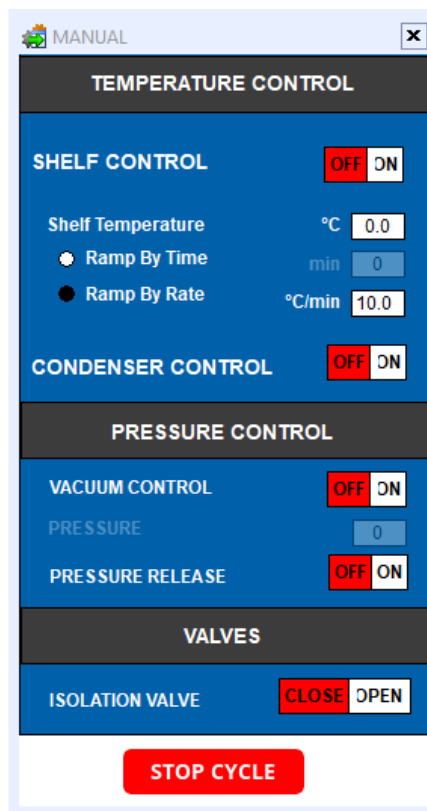 MANUAL
TEMPERATURE CONTROL
SHELF CONTROL OFF ON
Shelf Temperature °C 0.0
Ramp By Time min 0
Ramp By Rate °C/min 10.0
CONDENSER CONTROL OFF ON
PRESSURE CONTROL
VACUUM CONTROL OFF ON
PRESSURE 0
PRESSURE RELEASE OFF ON
VALVES
ISOLATION VALVE CLOSE OPEN
STOP CYCLE